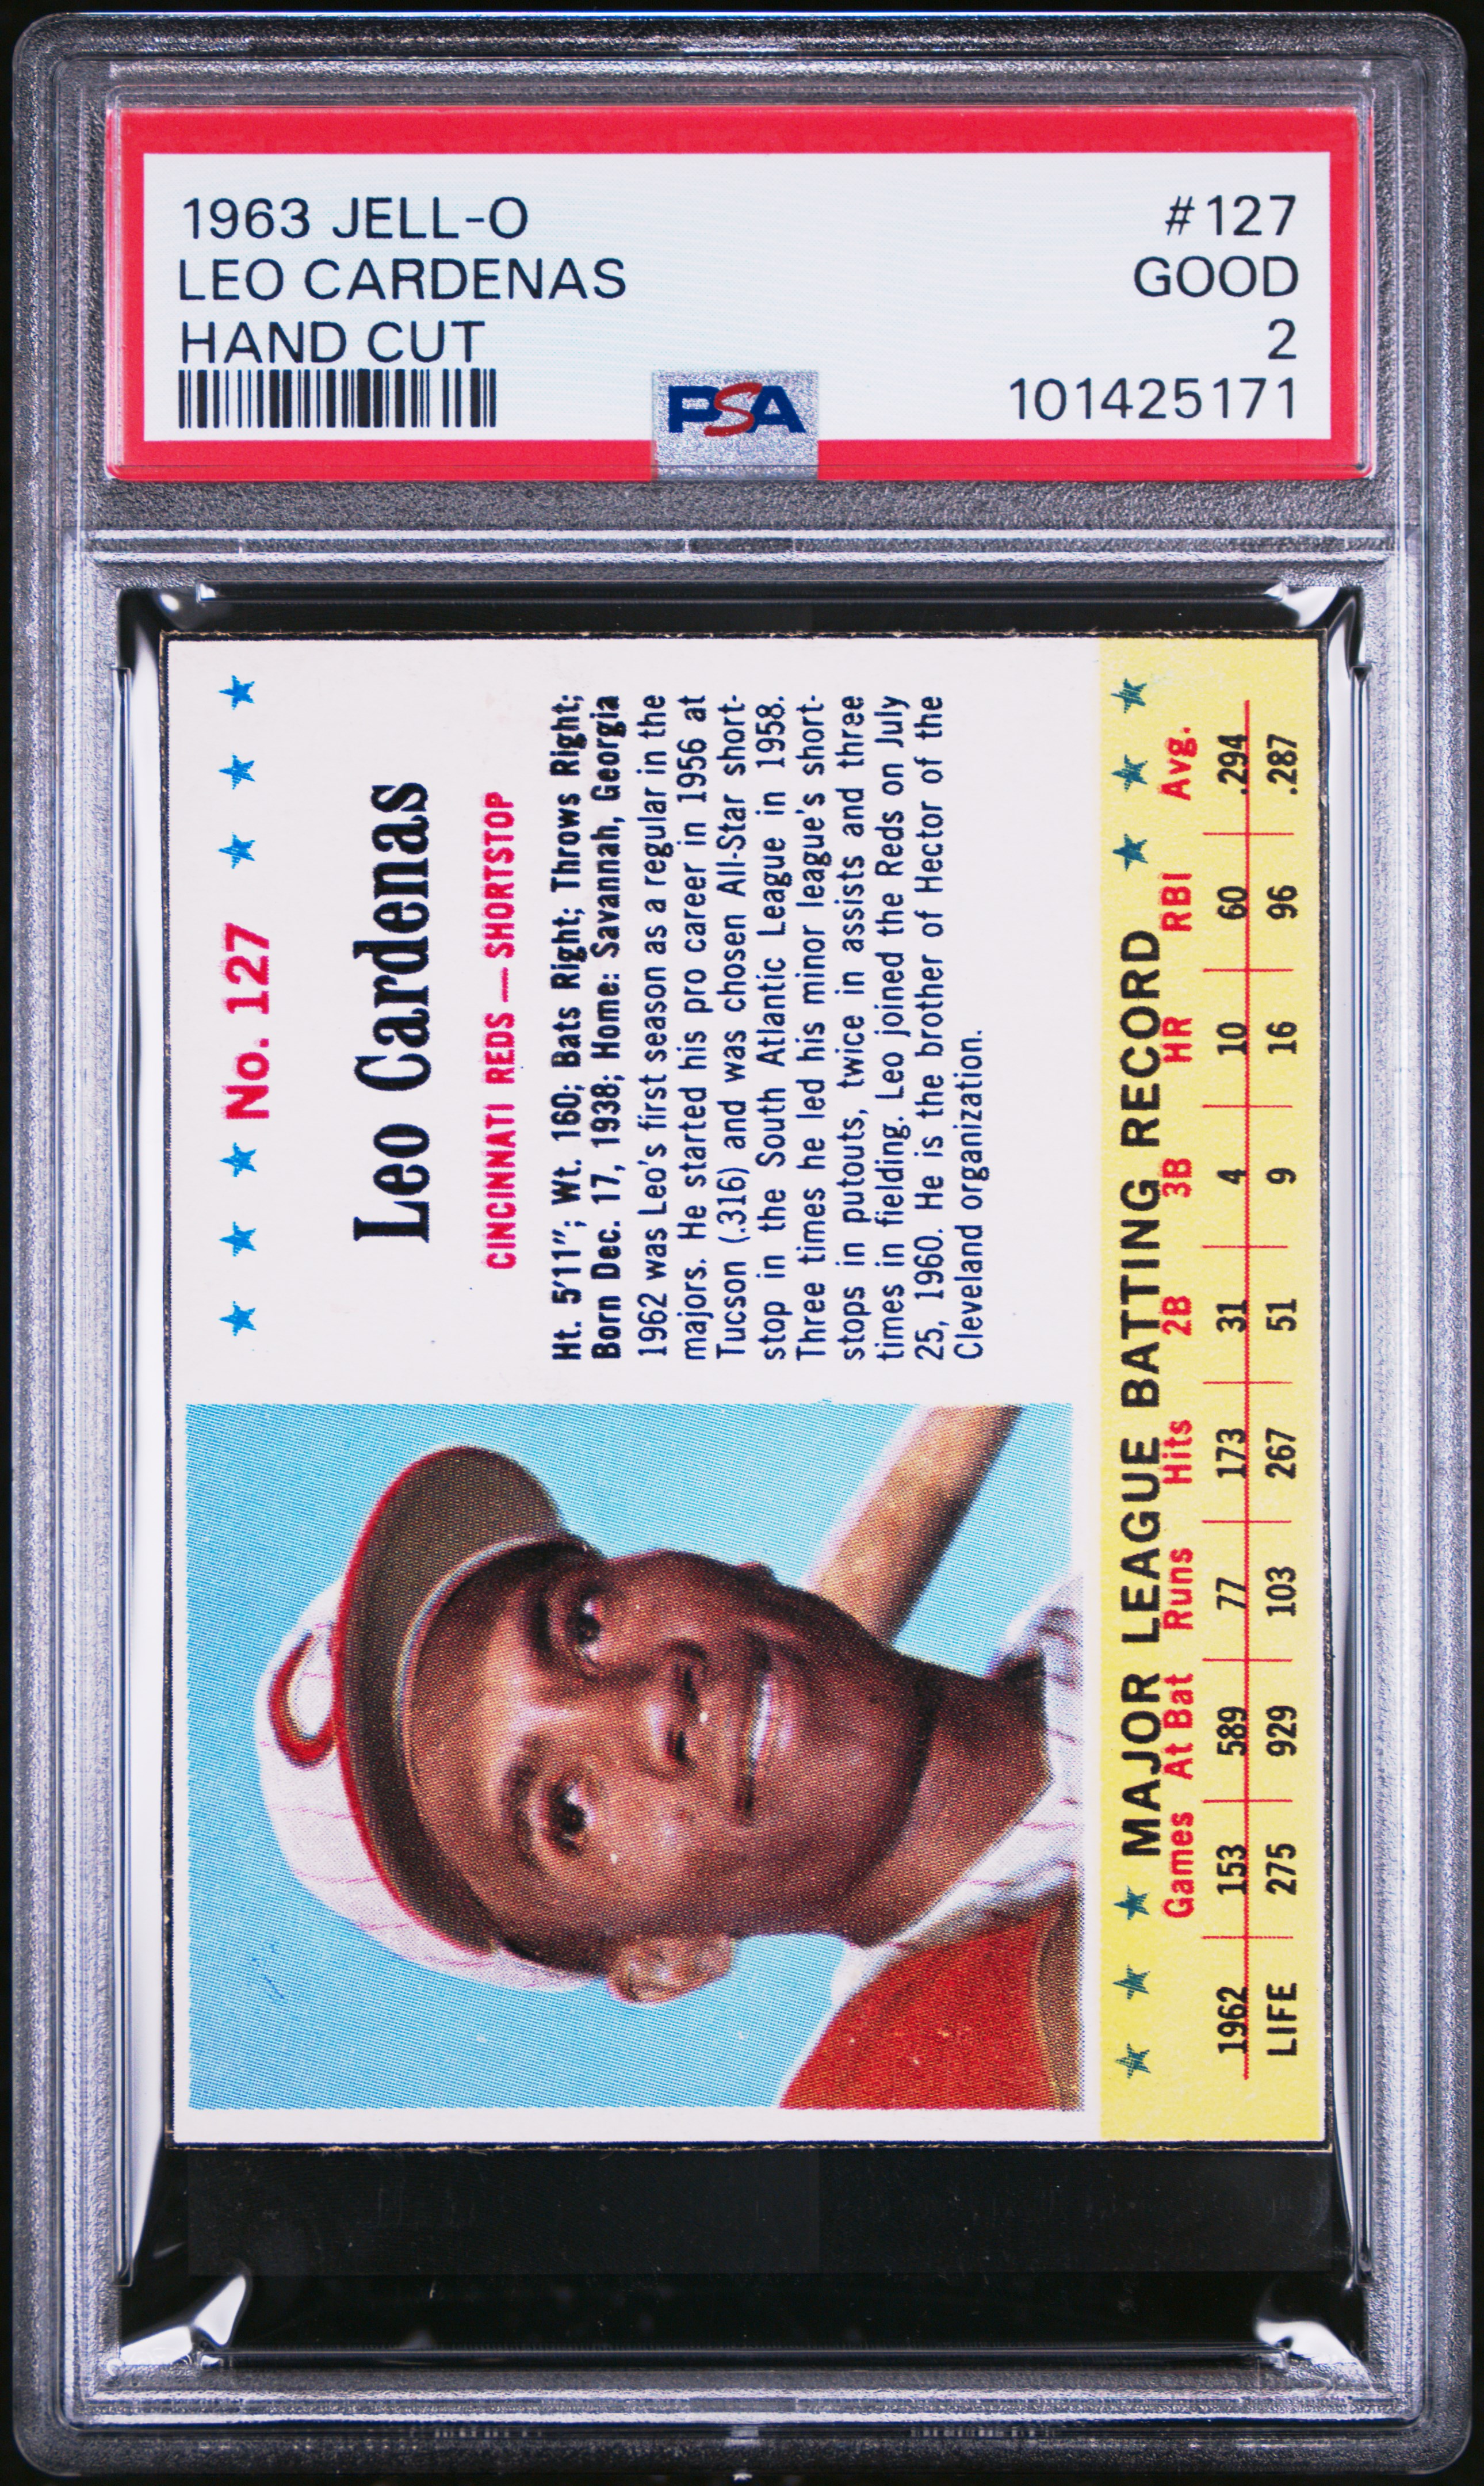 1963 JELL-O
LEO CARDENAS
HAND CUT
#127
GOOD
2
101425171
PSA
No. 127
Leo Cardenas
CINCINNATI REDS — SHORTSTOP
Ht. 5'11"; Wt. 160; Bats Right; Throws Right;
Born Dec. 17, 1938; Home: Savannah, Georgia
1962 was Leo's first season as a regular in the
majors. He started his pro career in 1956 at
Tucson (.316) and was chosen All-Star short-
stop in the South Atlantic League in 1958.
Three times he led his minor league's short-
stops in putouts, twice in assists and three
times in fielding. Leo joined the Reds on July
25, 1960. He is the brother of Hector of the
Cleveland organization.
MAJOR LEAGUE BATTING RECORD
Games At Bat Runs Hits 2B 3B HR RBI Avg.
1962 153 589 77 173 31 4 10 60 .294
LIFE 275 929 103 267 51 9 16 96 .287
C